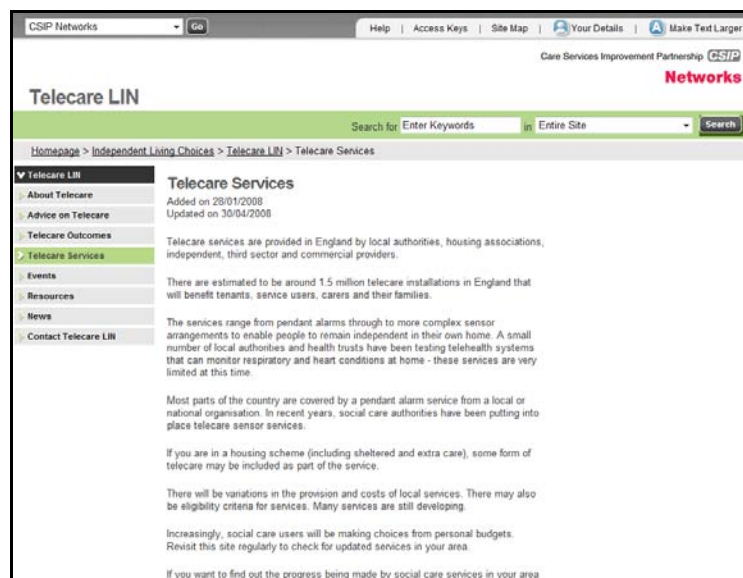 CSIP Networks Go Help | Access Keys | Site Map | Your Details | A Make Text Larger
Care Services Improvement Partnership CSIP
Networks
Telecare LIN
Search for Enter Keywords in Entire Site Search
Homepage > Independent Living Choices > Telecare LIN > Telecare Services
Telecare LIN
About Telecare
Advice on Telecare
Telecare Outcomes
Telecare Services
Events
Resources
News
Contact Telecare LIN
Telecare Services
Added on 28/01/2008
Updated on 30/04/2008
Telecare services are provided in England by local authorities, housing associations,
independent, third sector and commercial providers.
There are estimated to be around 1.5 million telecare installations in England that
will benefit tenants, service users, carers and their families.
The services range from pendant alarms through to more complex sensor
arrangements to enable people to remain independent in their own home. A small
number of local authorities and health trusts have been testing telehealth systems
that can monitor respiratory and heart conditions at home - these services are very
limited at this time.
Most parts of the country are covered by a pendant alarm service from a local or
national organisation. In recent years, social care authorities have been putting into
place telecare sensor services.
If you are in a housing scheme (including sheltered and extra care), some form of
telecare may be included as part of the service.
There will be variations in the provision and costs of local services. There may also
be eligibility criteria for services. Many services are still developing.
Increasingly, social care users will be making choices from personal budgets.
Revisit this site regularly to check for updated services in your area.
If you want to find out the progress being made by social care services in your area